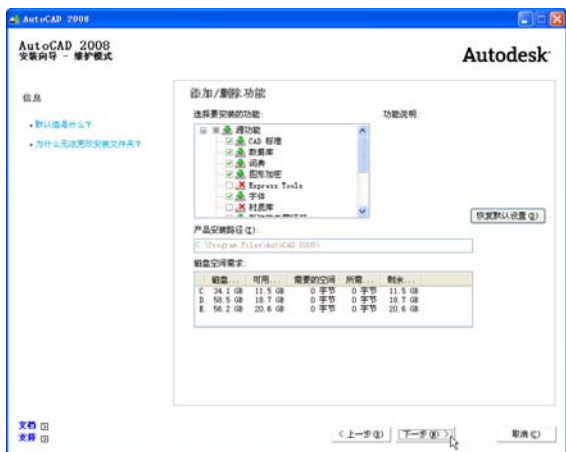 AutoCAD 2008
AutoCAD 2008
安装向导 - 维护模式
Autodesk
信息
• 默认值是什么?
• 为什么无法更改安装文件夹?
添加/删除功能
选择要安装的功能:
功能说明:
源功能
CAD 标准
数据库
词典
图形加密
Express Tools
字体
材质库
恢复默认设置(D)
产品安装路径(I):
C:\Program Files\AutoCAD 2008\
磁盘空间需求:
磁盘... 可用... 需要的空间 所需... 剩余...
C. 34.1 GB 11.5 GB 0 字节 0 字节 11.5 GB
D. 58.5 GB 18.7 GB 0 字节 0 字节 18.7 GB
E. 56.2 GB 20.6 GB 0 字节 0 字节 20.6 GB
文档
支持
<上一步(B)
下一步(N)>
取消(C)